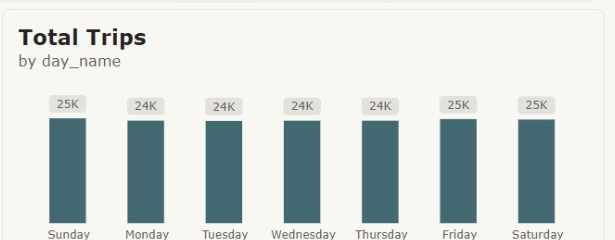 Total Trips
by day_name
25K 24K 24K 24K 24K 25K 25K
Sunday Monday Tuesday Wednesday Thursday Friday Saturday